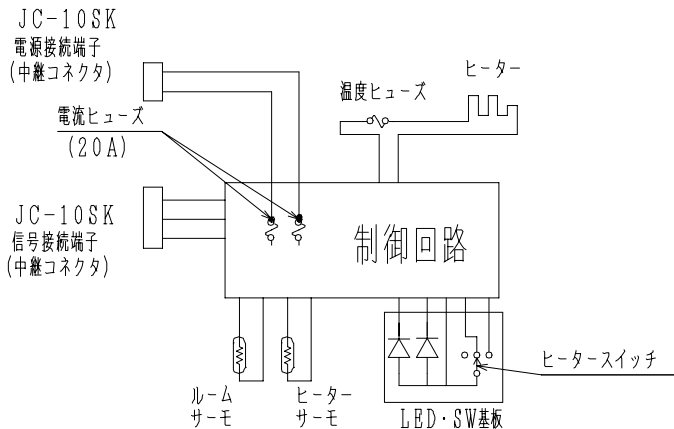 JC-10SK
電源接続端子
(中継コネクタ)
電流ヒューズ
(20A)
温度ヒューズ
ヒーター
JC-10SK
信号接続端子
(中継コネクタ)
制御回路
ルーム
サーモ
ヒーター
サーモ
ヒータースイッチ
LED・SW基板